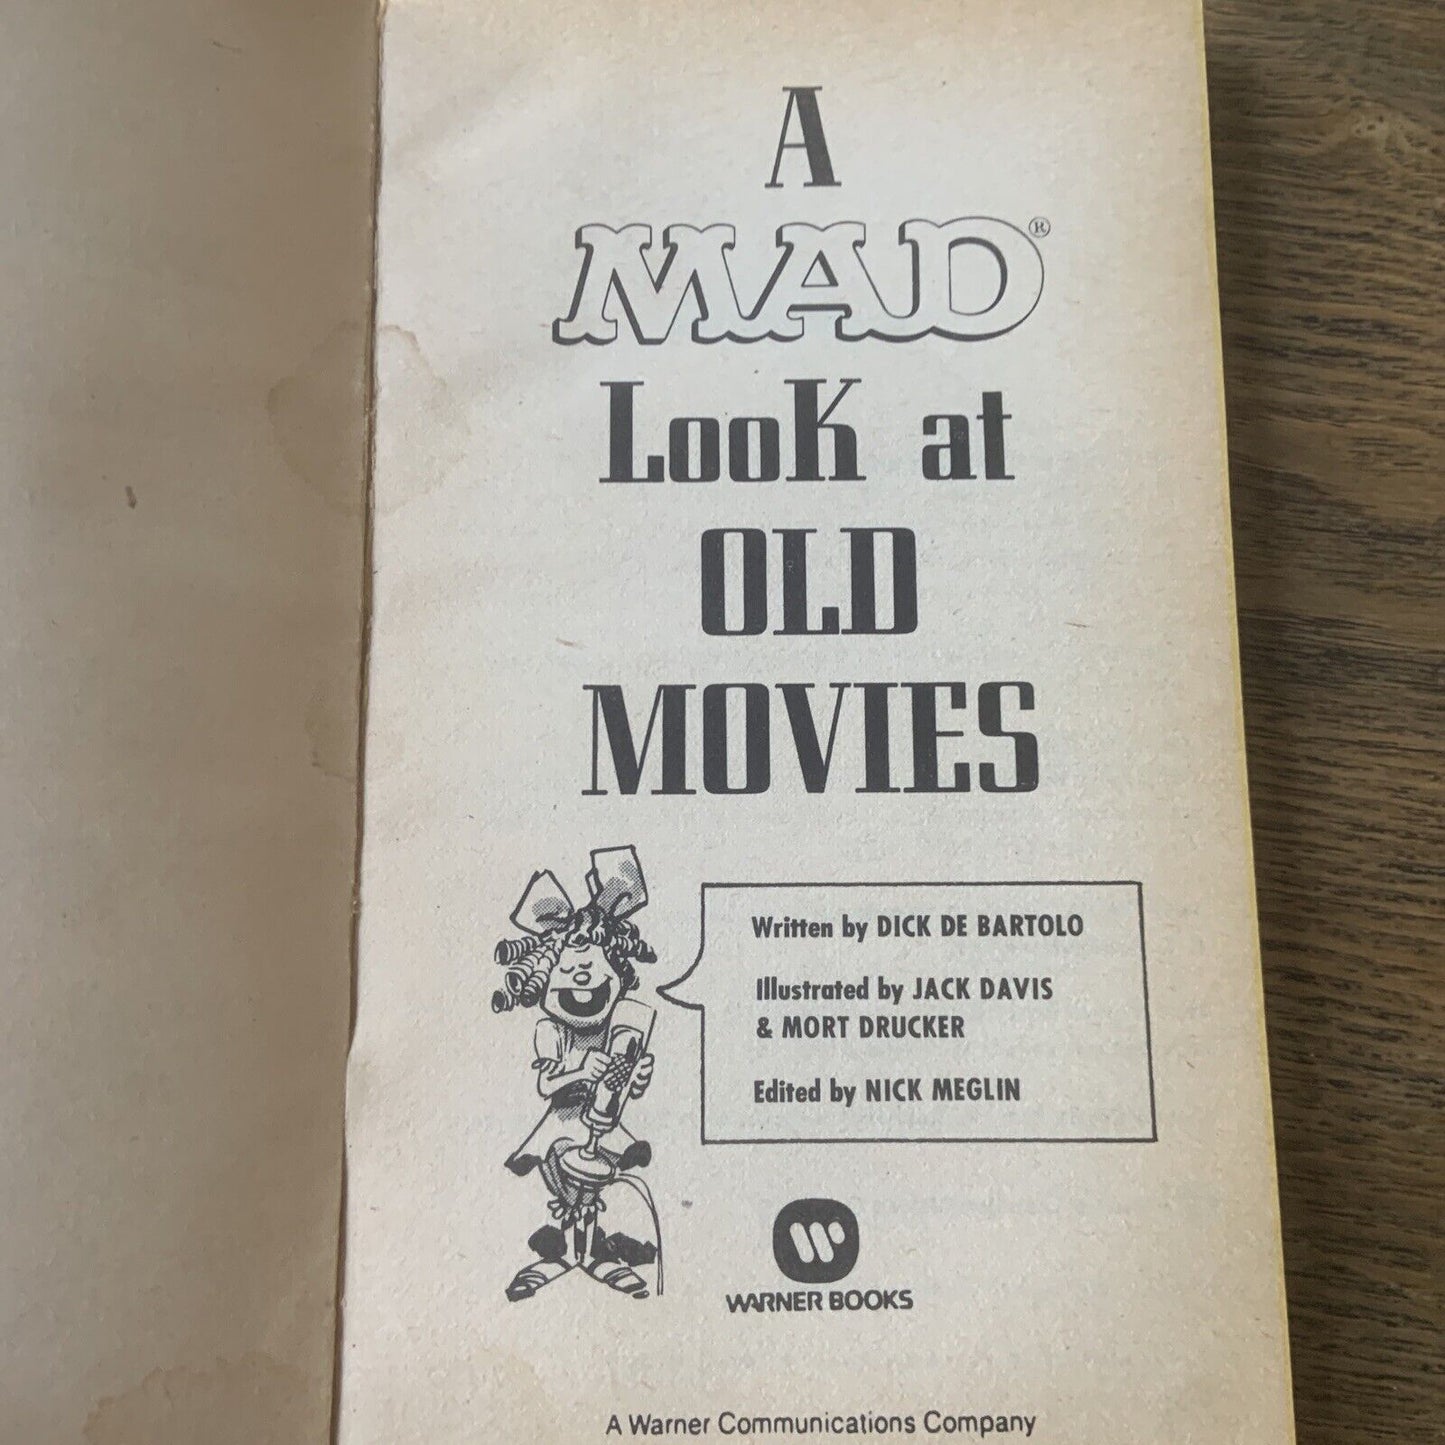 A
MAD®
Look at
OLD
MOVIES
Written by DICK DE BARTOLO
Illustrated by JACK DAVIS
& MORT DRUCKER
Edited by NICK MEGLIN
WARNER BOOKS
A Warner Communications Company